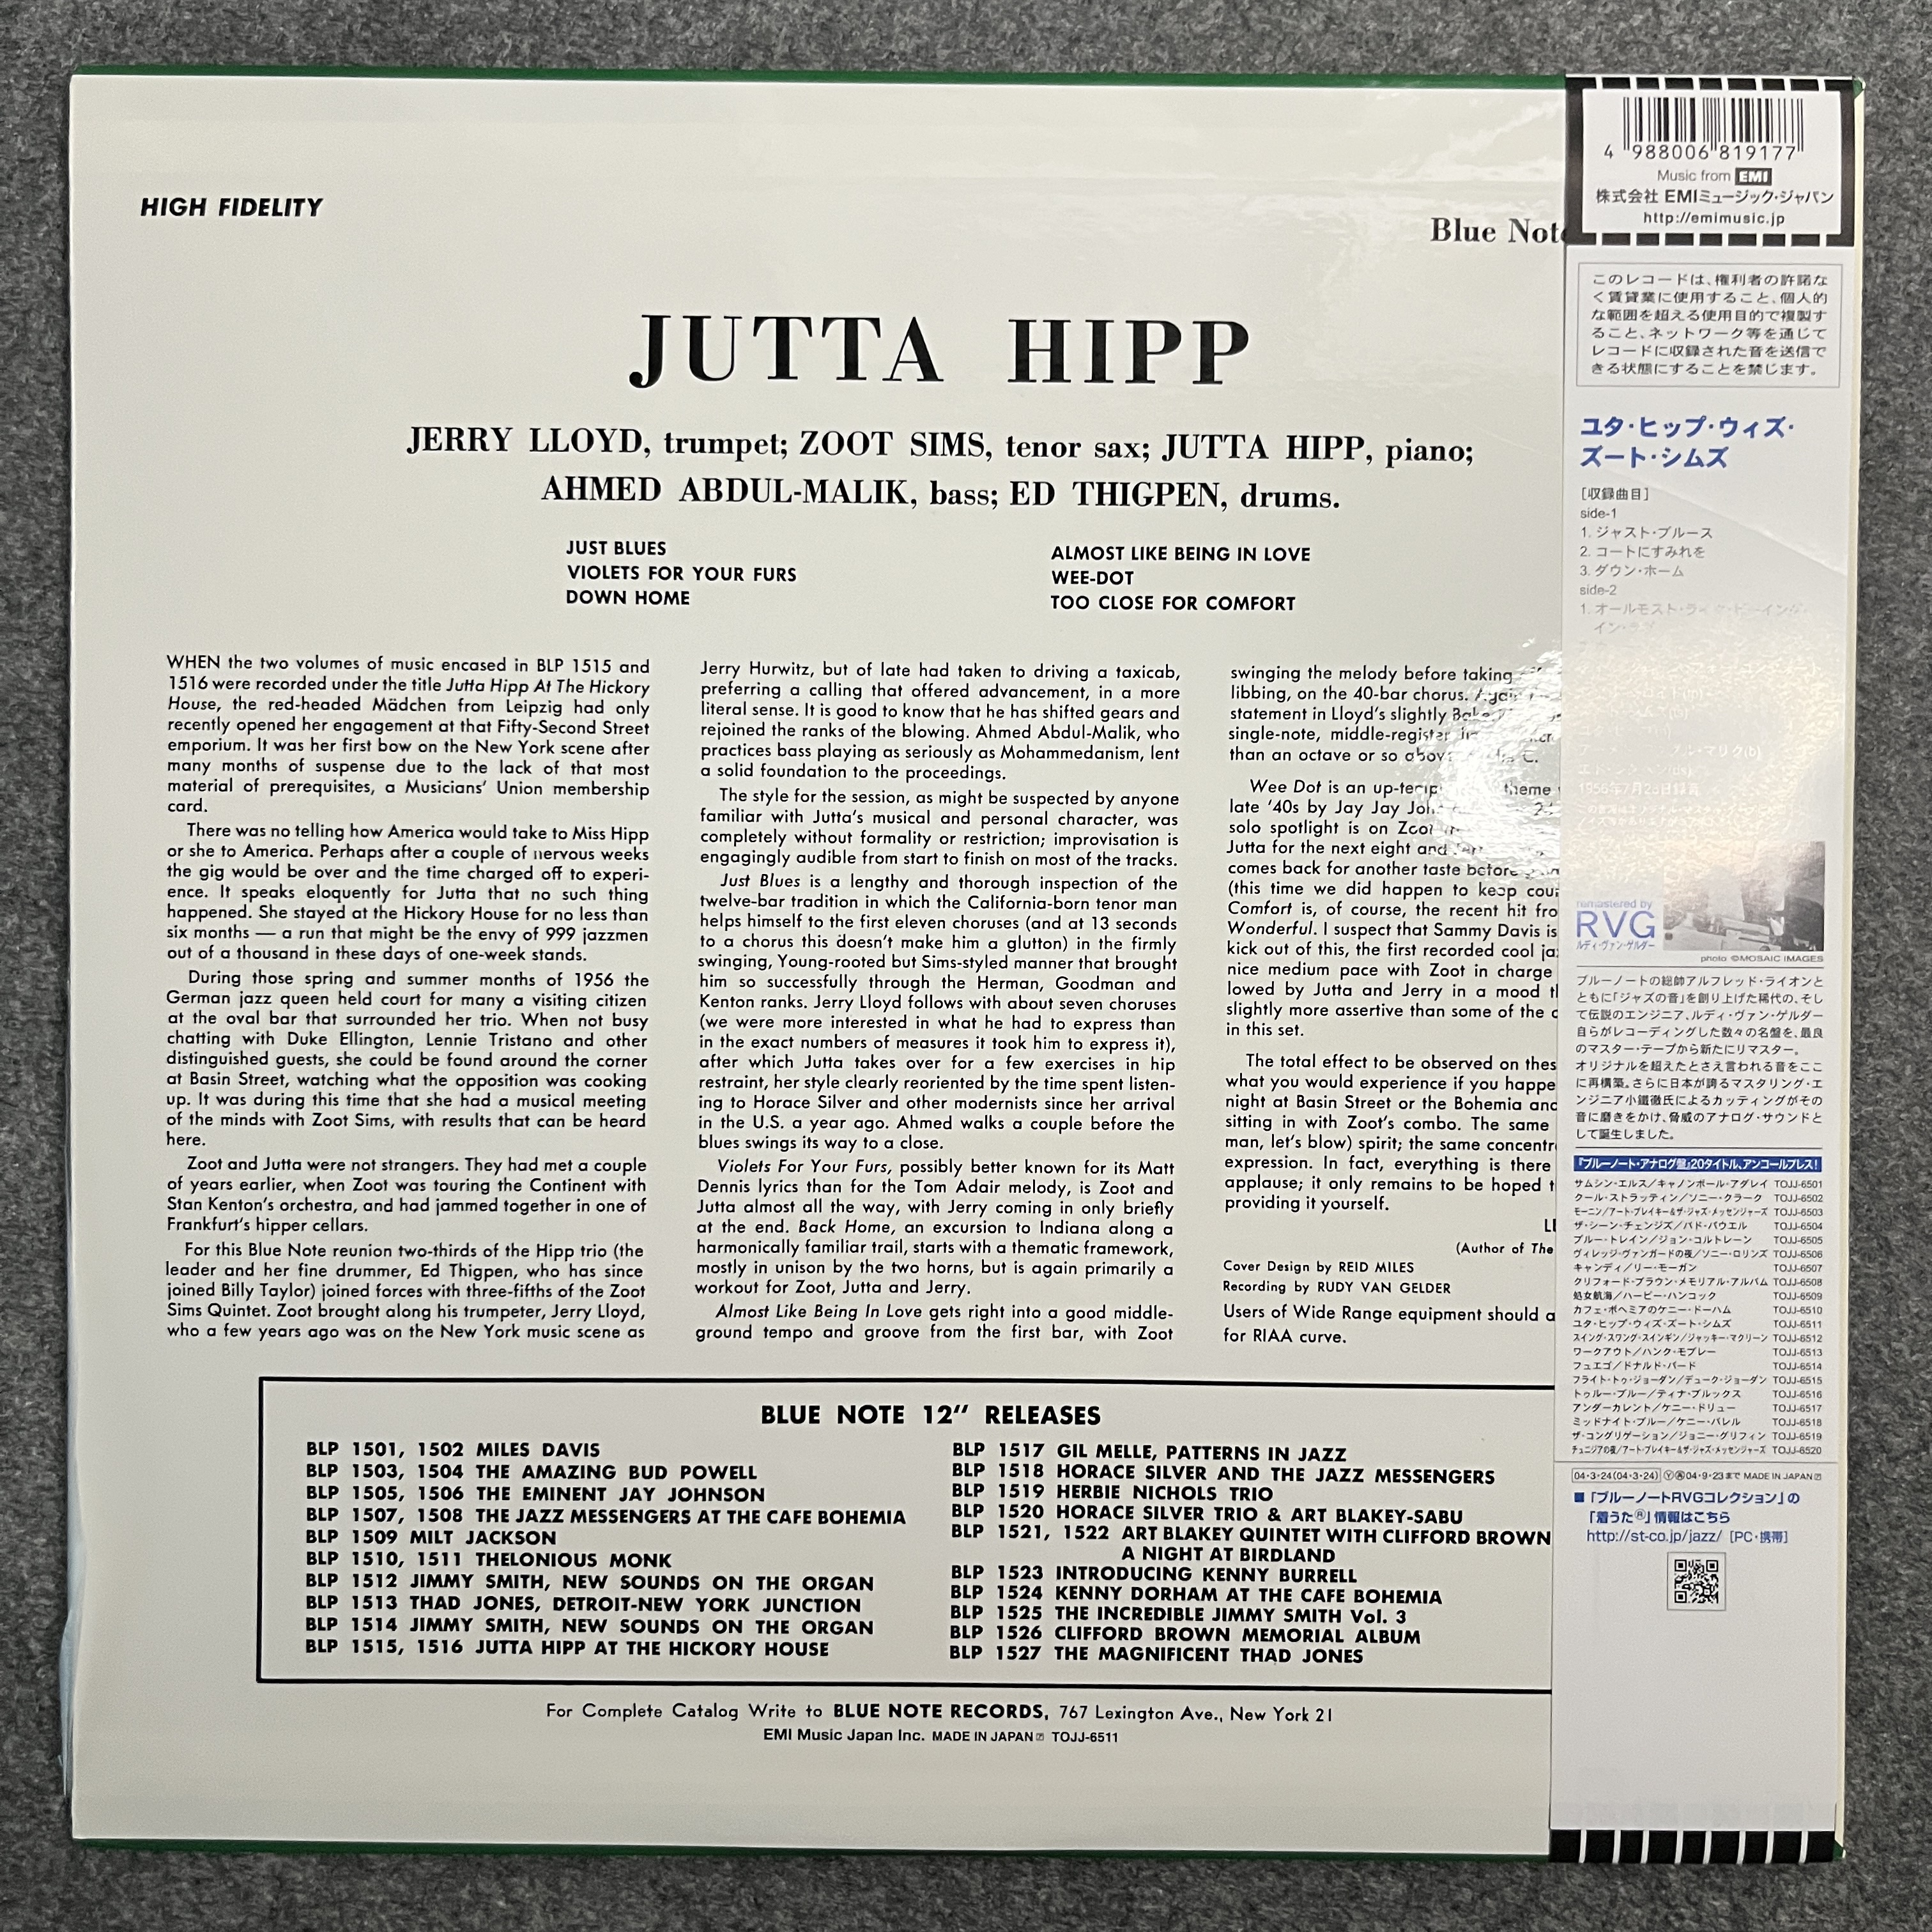 HIGH FIDELITY
Blue Note
JUTTA HIPP
JERRY LLOYD, trumpet; ZOOT SIMS, tenor sax; JUTTA HIPP, piano;
AHMED ABDUL-MALIK, bass; ED THIGPEN, drums.
JUST BLUES
VIOLETS FOR YOUR FURS
DOWN HOME
ALMOST LIKE BEING IN LOVE
WEE-DOT
TOO CLOSE FOR COMFORT
WHEN the two volumes of music encased in BLP 1515 and
1516 were recorded under the title Jutta Hipp At The Hickory
House, the red-headed Mädchen from Leipzig had only
recently opened her engagement at that Fifty-Second Street
emporium. It was her first bow on the New York scene after
many months of suspense due to the lack of that most
material of prerequisites, a Musicians' Union membership
card.
There was no telling how America would take to Miss Hipp
or she to America. Perhaps after a couple of nervous weeks
the gig would be over and the time charged off to experi-
ence. It speaks eloquently for Jutta that no such thing
happened. She stayed at the Hickory House for no less than
six months — a run that might be the envy of 999 jazzmen
out of a thousand in these days of one-week stands.
During those spring and summer months of 1956 the
German jazz queen held court for many a visiting citizen
at the oval bar that surrounded her trio. When not busy
chatting with Duke Ellington, Lennie Tristano and other
distinguished guests, she could be found around the corner
at Basin Street, watching what the opposition was cooking
up. It was during this time that she had a musical meeting
of the minds with Zoot Sims, with results that can be heard
here.
Zoot and Jutta were not strangers. They had met a couple
of years earlier, when Zoot was touring the Continent with
Stan Kenton's orchestra, and had jammed together in one of
Frankfurt's hipper cellars.
For this Blue Note reunion two-thirds of the Hipp trio (the
leader and her fine drummer, Ed Thigpen, who has since
joined Billy Taylor) joined forces with three-fifths of the Zoot
Sims Quintet. Zoot brought along his trumpeter, Jerry Lloyd,
who a few years ago was on the New York music scene as
Jerry Hurwitz, but of late had taken to driving a taxicab,
preferring a calling that offered advancement, in a more
literal sense. It is good to know that he has shifted gears and
rejoined the ranks of the blowing. Ahmed Abdul-Malik, who
practices bass playing as seriously as Mohammedanism, lent
a solid foundation to the proceedings.
The style for the session, as might be suspected by anyone
familiar with Jutta's musical and personal character, was
completely without formality or restriction; improvisation is
engagingly audible from start to finish on most of the tracks.
Just Blues is a lengthy and thorough inspection of the
twelve-bar tradition in which the California-born tenor man
helps himself to the first eleven choruses (and at 13 seconds
to a chorus this doesn't make him a glutton) in the firmly
swinging, Young-rooted but Sims-styled manner that brought
him so successfully through the Herman, Goodman and
Kenton ranks. Jerry Lloyd follows with about seven choruses
(we were more interested in what he had to express than
in the exact numbers of measures it took him to express it),
after which Jutta takes over for a few exercises in hip
restraint, her style clearly reoriented by the time spent listen-
ing to Horace Silver and other modernists since her arrival
in the U.S. a year ago. Ahmed walks a couple before the
blues swings its way to a close.
Violets For Your Furs, possibly better known for its Matt
Dennis lyrics than for the Tom Adair melody, is Zoot and
Jutta almost all the way, with Jerry coming in only briefly
at the end. Back Home, an excursion to Indiana along a
harmonically familiar trail, starts with a thematic framework,
mostly in unison by the two horns, but is again primarily a
workout for Zoot, Jutta and Jerry.
Almost Like Being In Love gets right into a good middle-
ground tempo and groove from the first bar, with Zoot
swinging the melody before taking
libbing, on the 40-bar chorus.
statement in Lloyd's slightly
single-note, middle-register
than an octave or so above C.
Wee Dot is an up-tempo theme
late '40s by Jay Jay
solo spotlight is on Zoot
Jutta for the next eight and
comes back for another taste before
(this time we did happen to keep
Comfort is, of course, the recent hit
Wonderful. I suspect that Sammy Davis is
kick out of this, the first recorded cool
nice medium pace with Zoot in charge
lowed by Jutta and Jerry in a mood
slightly more assertive than some of the
in this set.
The total effect to be observed on
what you would experience if you
night at Basin Street or the Bohemia
sitting in with Zoot's combo. The same
man, let's blow) spirit; the same
expression. In fact, everything is there
applause; it only remains to be hoped
providing it yourself.
(Author of The
Cover Design by REID MILES
Recording by RUDY VAN GELDER
Users of Wide Range equipment should
for RIAA curve.
BLUE NOTE 12" RELEASES
BLP 1501, 1502 MILES DAVIS
BLP 1503, 1504 THE AMAZING BUD POWELL
BLP 1505, 1506 THE EMINENT JAY JOHNSON
BLP 1507, 1508 THE JAZZ MESSENGERS AT THE CAFE BOHEMIA
BLP 1509 MILT JACKSON
BLP 1510, 1511 THELONIOUS MONK
BLP 1512 JIMMY SMITH, NEW SOUNDS ON THE ORGAN
BLP 1513 THAD JONES, DETROIT-NEW YORK JUNCTION
BLP 1514 JIMMY SMITH, NEW SOUNDS ON THE ORGAN
BLP 1515, 1516 JUTTA HIPP AT THE HICKORY HOUSE
BLP 1517 GIL MELLE, PATTERNS IN JAZZ
BLP 1518 HORACE SILVER AND THE JAZZ MESSENGERS
BLP 1519 HERBIE NICHOLS TRIO
BLP 1520 HORACE SILVER TRIO & ART BLAKEY-SABU
BLP 1521, 1522 ART BLAKEY QUINTET WITH CLIFFORD BROWN
A NIGHT AT BIRDLAND
BLP 1523 INTRODUCING KENNY BURRELL
BLP 1524 KENNY DORHAM AT THE CAFE BOHEMIA
BLP 1525 THE INCREDIBLE JIMMY SMITH Vol. 3
BLP 1526 CLIFFORD BROWN MEMORIAL ALBUM
BLP 1527 THE MAGNIFICENT THAD JONES
For Complete Catalog Write to BLUE NOTE RECORDS, 767 Lexington Ave., New York 21
EMI Music Japan Inc. MADE IN JAPAN TOJJ-6511
4 988006 819177
Music from EMI
株式会社 EMIミュージック・ジャパン
http://emimusic.jp
このレコードは、権利者の許諾な
く賃貸業に使用すること、個人的
な範囲を超える使用目的で複製す
ること、ネットワーク等を通じて
レコードに収録された音を送信で
きる状態にすることを禁じます。
ユタ・ヒップ・ウィズ・
ズート・シムズ
[収録曲目]
side-1
1. ジャスト・ブルース
2. コートにすみれを
3. ダウン・ホーム
side-2
1. オールモスト・ライク・ビーイング・
イン・ラブ
1956年7月28日録音
remastered by
RVG
ルディ・ヴァン・ゲルダー
photo ©MOSAIC IMAGES
ブルーノートの総帥アルフレッド・ライオンと
ともに「ジャズの音」を創り上げた稀代の、そし
て伝説のエンジニア、ルディ・ヴァン・ゲルダー
自らがレコーディングした数々の名盤を、最良
のマスター・テープから新たにリマスター。
オリジナルを超えたとさえ言われる音をここ
に再構築。さらに日本が誇るマスタリング・エ
ンジニア小鐵徹氏によるカッティングがその
音に磨きをかけ、脅威のアナログ・サウンドと
して誕生しました。
『ブルーノート・アナログ盤』20タイトル、アンコールプレス!
サムシン・エルス/キャノンボール・アダレイ TOJJ-6501
クール・ストラッティン/ソニー・クラーク TOJJ-6502
モーニン/アート・ブレイキー&ザ・ジャズ・メッセンジャーズ TOJJ-6503
ザ・シーン・チェンジズ/バド・パウエル TOJJ-6504
ブルー・トレイン/ジョン・コルトレーン TOJJ-6505
ヴィレッジ・ヴァンガードの夜/ソニー・ロリンズ TOJJ-6506
キャンディ/リー・モーガン TOJJ-6507
クリフォード・ブラウン・メモリアル・アルバム TOJJ-6508
処女航海/ハービー・ハンコック TOJJ-6509
カフェ・ボヘミアのケニー・ドーハム TOJJ-6510
ユタ・ヒップ・ウィズ・ズート・シムズ TOJJ-6511
スイング・スワング・スインギン/ジャッキー・マクリーン TOJJ-6512
ワークアウト/ハンク・モブレー TOJJ-6513
フュエゴ/ドナルド・バード TOJJ-6514
フライト・トゥ・ジョーダン/デューク・ジョーダン TOJJ-6515
トゥルー・ブルー/ティナ・ブルックス TOJJ-6516
アンダーカレント/ケニー・ドリュー TOJJ-6517
ミッドナイト・ブルー/ケニー・バレル TOJJ-6518
ザ・コングリゲーション/ジョニー・グリフィン TOJJ-6519
チュニジアの夜/アート・ブレイキー&ザ・ジャズ・メッセンジャーズ TOJJ-6520
04・3・24(04・3・24) Ⓨ04・9・23まで MADE IN JAPAN
■「ブルーノートRVGコレクション」の
「着うた®」情報はこちら
http://st-co.jp/jazz/ [PC・携帯]